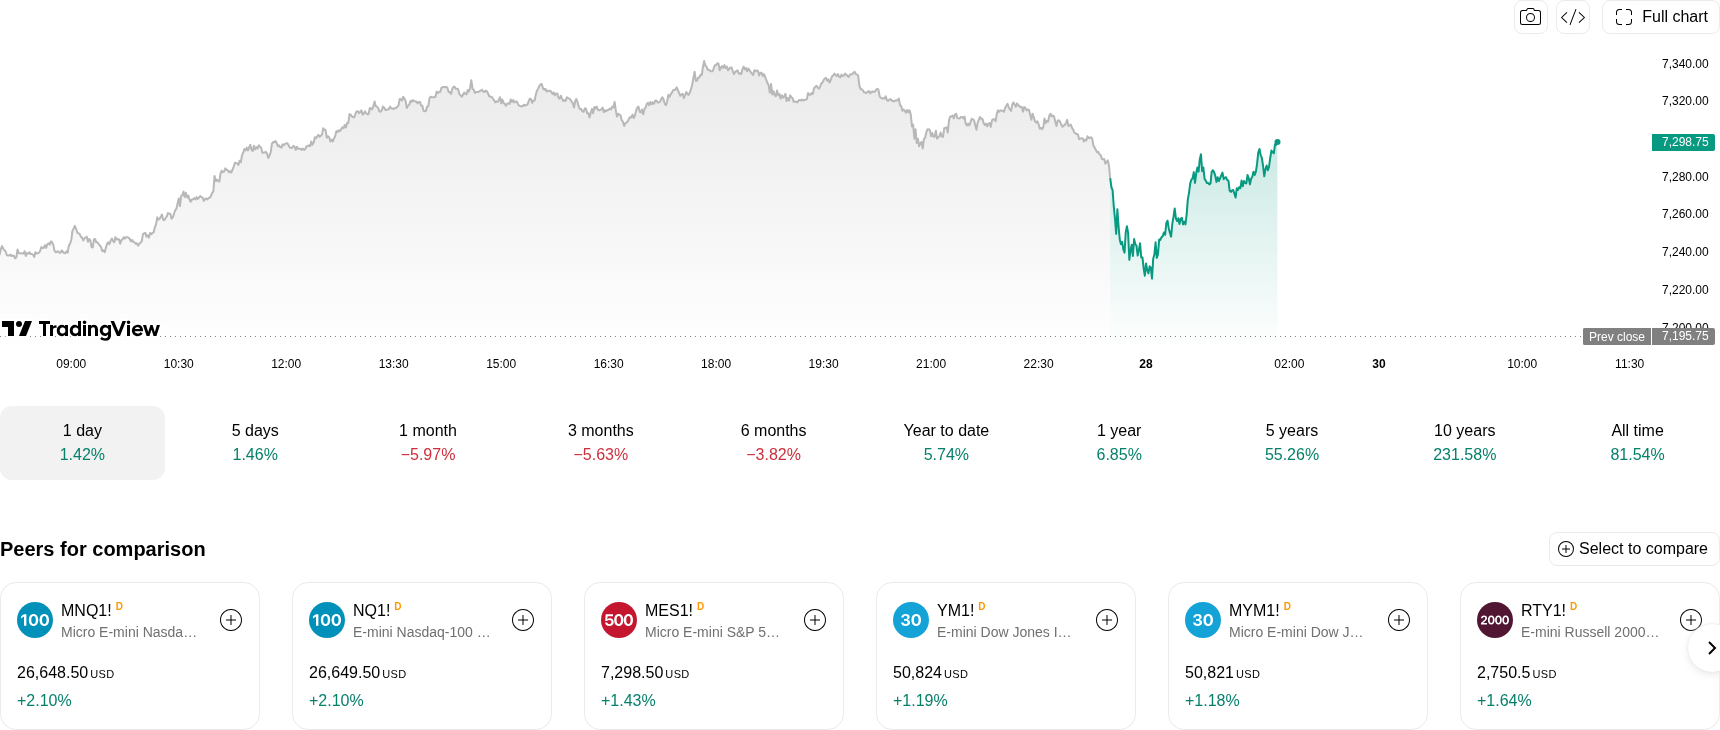 Full chart
7,340.00
7,320.00
7,298.75
7,280.00
7,260.00
7,240.00
7,220.00
7,200.00
TradingView
Prev close 7,195.75
09:00 10:30 12:00 13:30 15:00 16:30 18:00 19:30 21:00 22:30 28 02:00 30 10:00 11:30
1 day 5 days 1 month 3 months 6 months Year to date 1 year 5 years 10 years All time
1.42% 1.46% −5.97% −5.63% −3.82% 5.74% 6.85% 55.26% 231.58% 81.54%
Peers for comparison
Select to compare
100 MNQ1! D
Micro E-mini Nasda…
26,648.50 USD
+2.10%
100 NQ1! D
E-mini Nasdaq-100 …
26,649.50 USD
+2.10%
500 MES1! D
Micro E-mini S&P 5…
7,298.50 USD
+1.43%
30 YM1! D
E-mini Dow Jones I…
50,824 USD
+1.19%
30 MYM1! D
Micro E-mini Dow J…
50,821 USD
+1.18%
2000 RTY1! D
E-mini Russell 2000…
2,750.5 USD
+1.64%